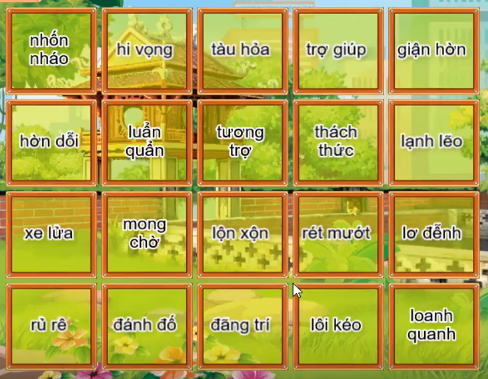 nhốn nháo
hi vọng
tàu hỏa
trợ giúp
giận hờn
hờn dỗi
luẩn quẩn
tương trợ
thách thức
lạnh lẽo
xe lửa
mong chờ
lộn xộn
rét mướt
lơ đễnh
rủ rê
đánh đố
đãng trí
lôi kéo
loanh quanh